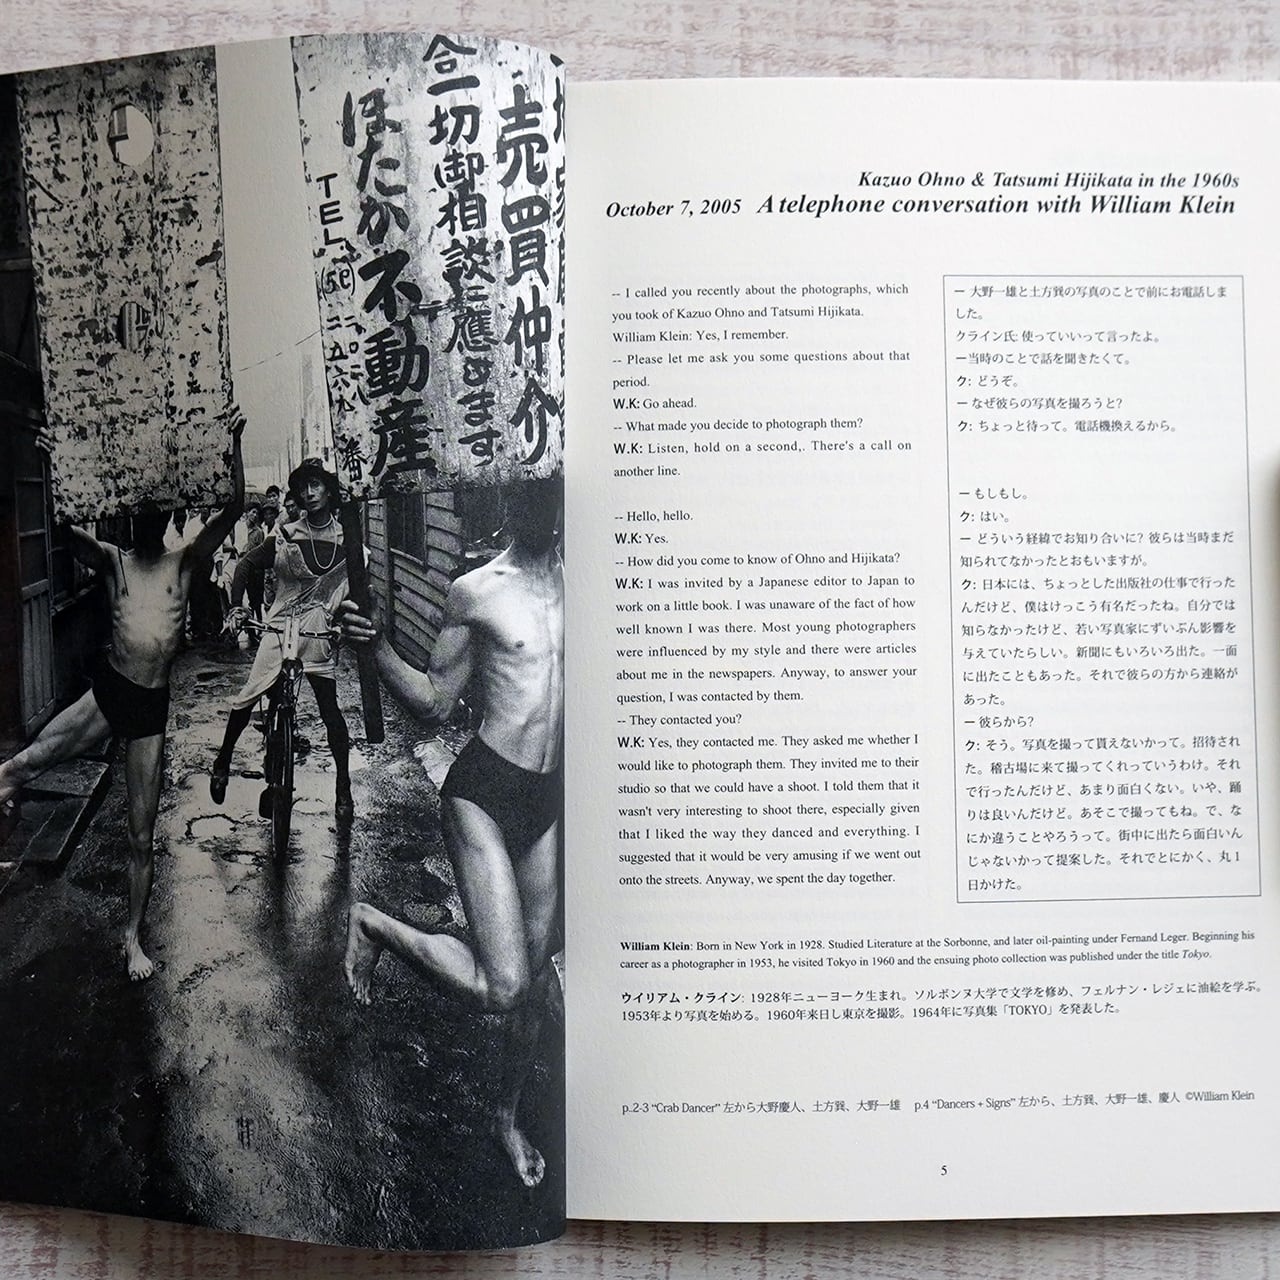 合一切御相談に應じます
売買仲介
ほたか不動産
TEL
番
Kazuo Ohno & Tatsumi Hijikata in the 1960s
October 7, 2005 A telephone conversation with William Klein
-- I called you recently about the photographs, which
you took of Kazuo Ohno and Tatsumi Hijikata.
William Klein: Yes, I remember.
-- Please let me ask you some questions about that
period.
W.K: Go ahead.
-- What made you decide to photograph them?
W.K: Listen, hold on a second,. There's a call on
another line.
-- Hello, hello.
W.K: Yes.
-- How did you come to know of Ohno and Hijikata?
W.K: I was invited by a Japanese editor to Japan to
work on a little book. I was unaware of the fact of how
well known I was there. Most young photographers
were influenced by my style and there were articles
about me in the newspapers. Anyway, to answer your
question, I was contacted by them.
-- They contacted you?
W.K: Yes, they contacted me. They asked me whether I
would like to photograph them. They invited me to their
studio so that we could have a shoot. I told them that it
wasn't very interesting to shoot there, especially given
that I liked the way they danced and everything. I
suggested that it would be very amusing if we went out
onto the streets. Anyway, we spent the day together.
ー 大野一雄と土方巽の写真のことで前にお電話しま
した。
クライン氏: 使っていいって言ったよ。
ー当時のことで話を聞きたくて。
ク: どうぞ。
ー なぜ彼らの写真を撮ろうと?
ク: ちょっと待って。電話機換えるから。
ー もしもし。
ク: はい。
ー どういう経緯でお知り合いに? 彼らは当時まだ
知られてなかったとおもいますが。
ク: 日本には、ちょっとした出版社の仕事で行った
んだけど、僕はけっこう有名だったね。自分では
知らなかったけど、若い写真家にずいぶん影響を
与えていたらしい。新聞にもいろいろ出た。一面
に出たこともあった。それで彼らの方から連絡が
あった。
ー 彼らから?
ク: そう。写真を撮って貰えないかって。招待され
た。稽古場に来て撮ってくれっていうわけ。それ
で行ったんだけど、あまり面白くない。いや、踊
りは良いんだけど。あそこで撮ってもね。で、な
にか違うことやろうって。街中に出たら面白いん
じゃないかって提案した。それでとにかく、丸1
日かけた。
William Klein: Born in New York in 1928. Studied Literature at the Sorbonne, and later oil-painting under Fernand Leger. Beginning his
career as a photographer in 1953, he visited Tokyo in 1960 and the ensuing photo collection was published under the title Tokyo.
ウイリアム・クライン: 1928年ニューヨーク生まれ。ソルボンヌ大学で文学を修め、フェルナン・レジェに油絵を学ぶ。
1953年より写真を始める。1960年来日し東京を撮影。1964年に写真集「TOKYO」を発表した。
p..2-3 “Crab Dancer” 左から大野慶人、土方巽、大野一雄 p.4 “Dancers + Signs” 左から、土方巽、大野一雄、慶人 ©William Klein
5